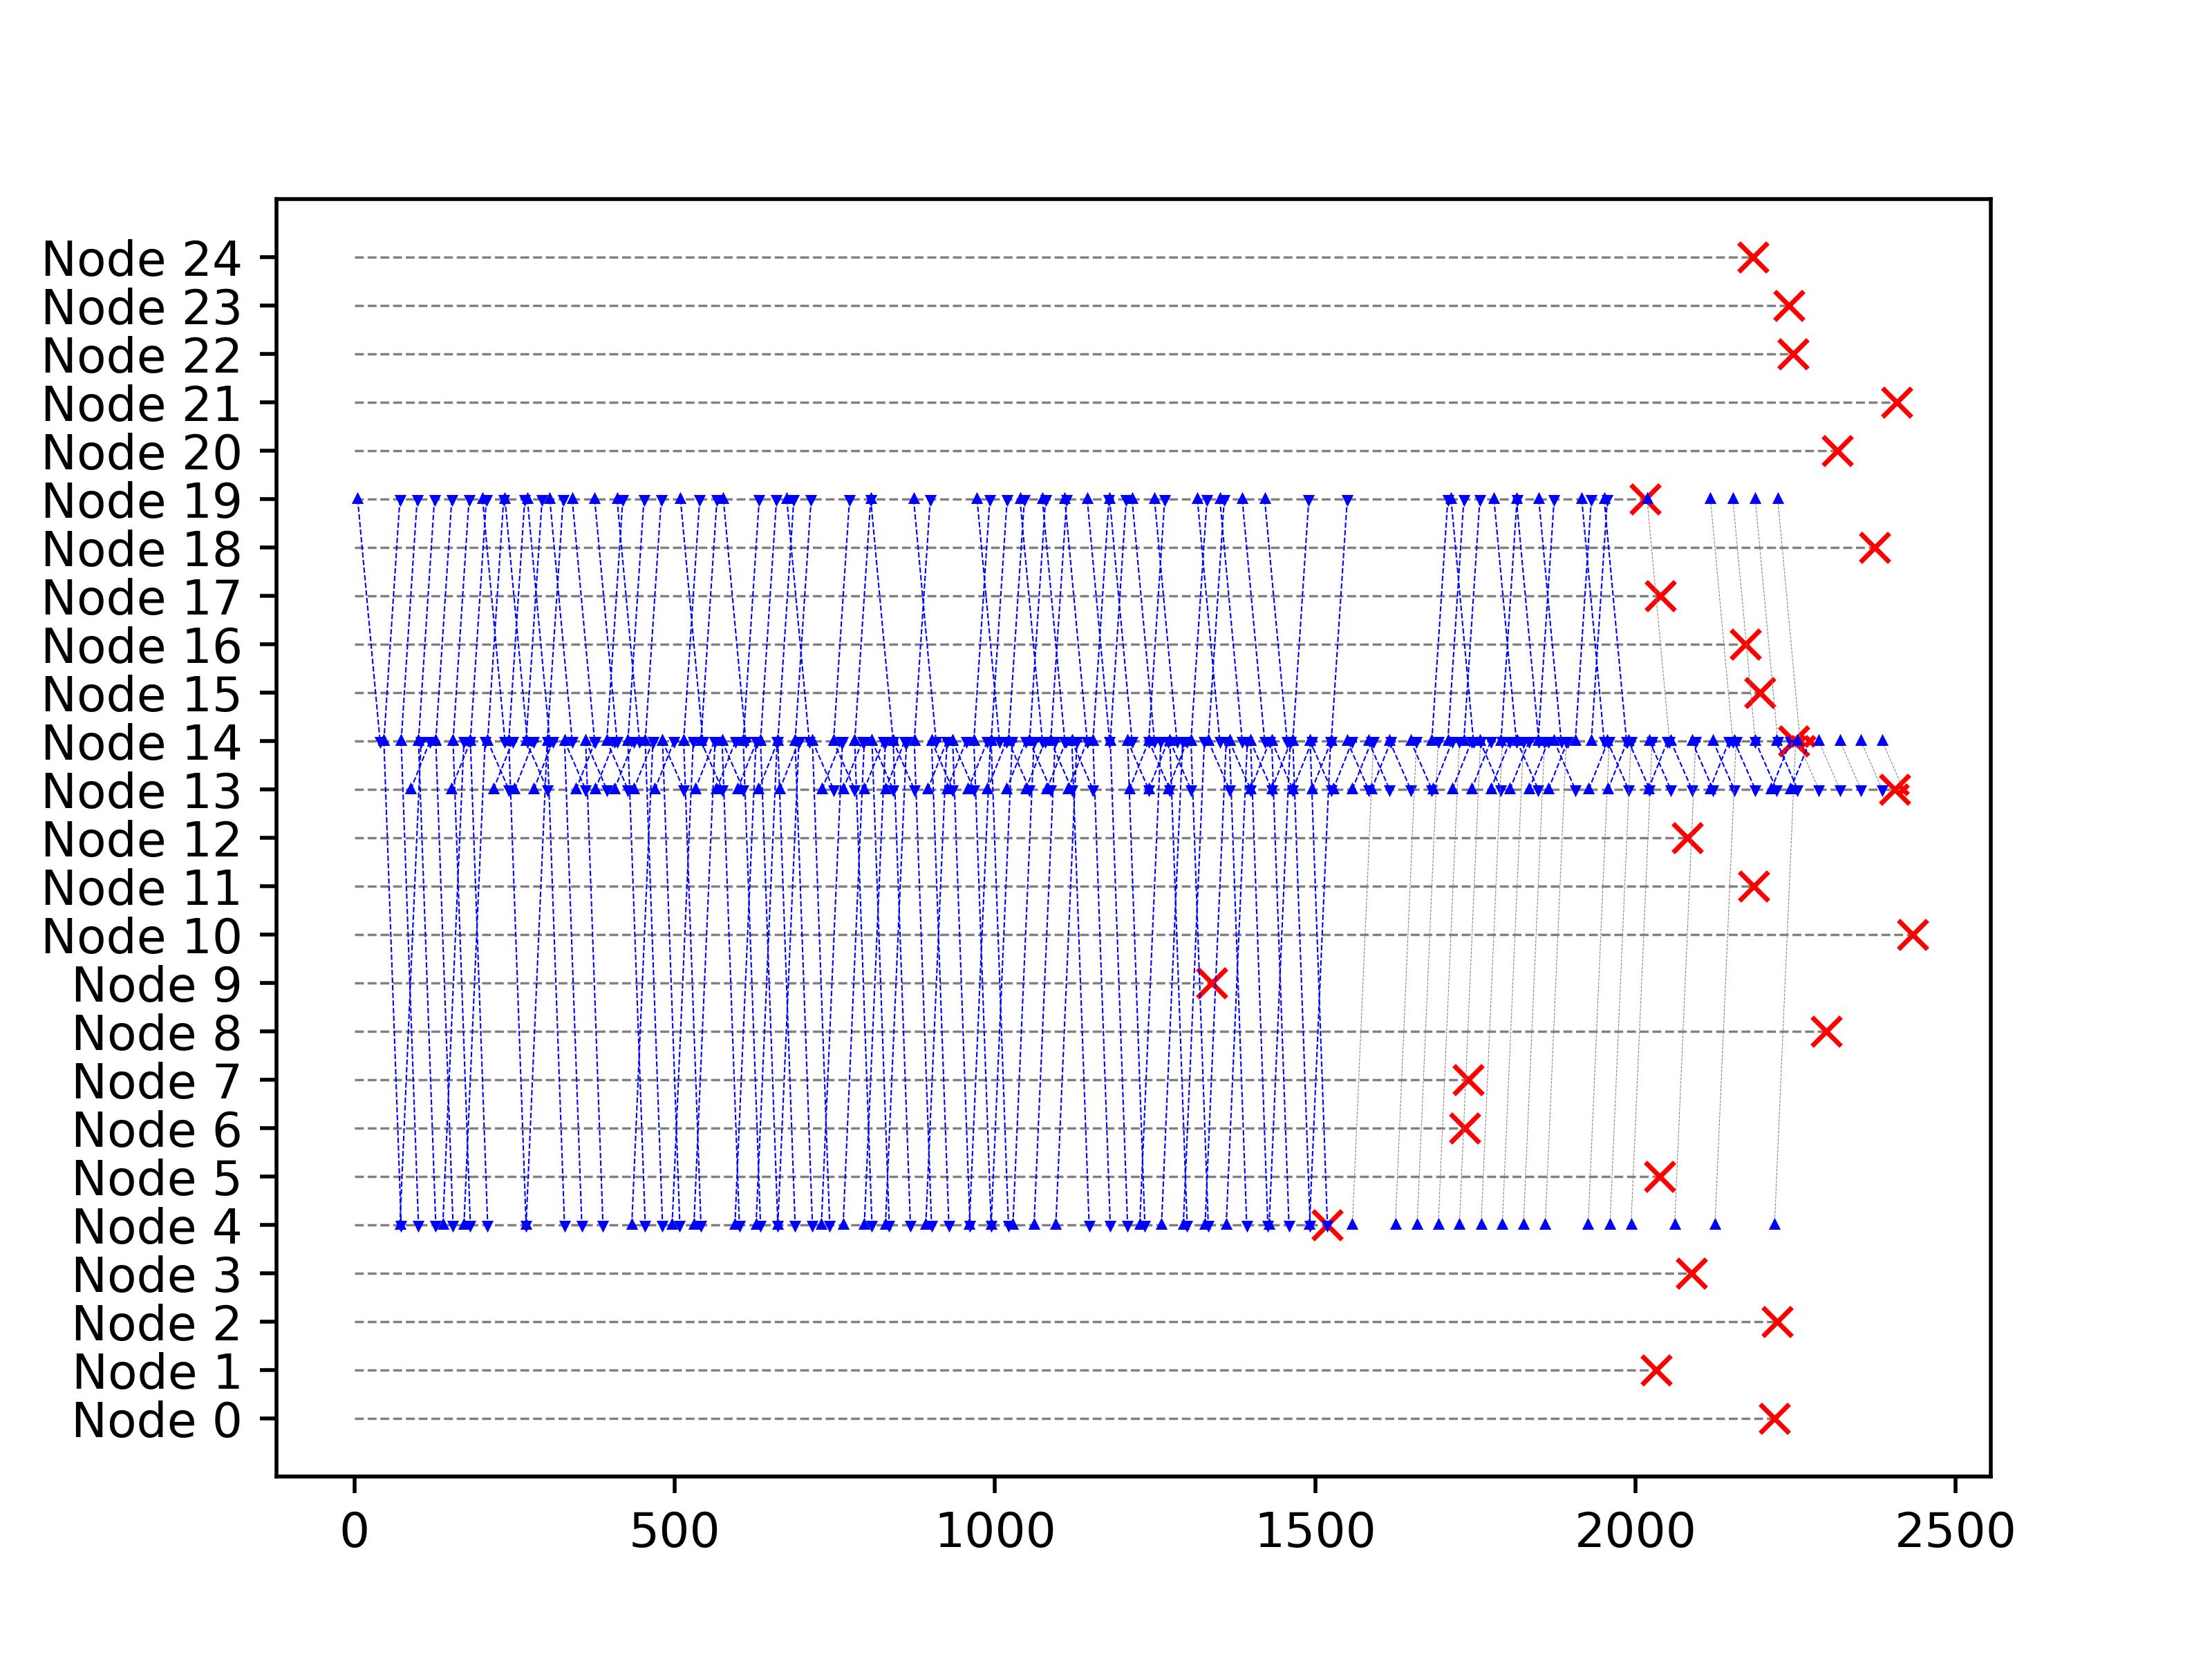 Node 24
Node 23
Node 22
Node 21
Node 20
Node 19
Node 18
Node 17
Node 16
Node 15
Node 14
Node 13
Node 12
Node 11
Node 10
Node 9
Node 8
Node 7
Node 6
Node 5
Node 4
Node 3
Node 2
Node 1
Node 0
0 500 1000 1500 2000 2500